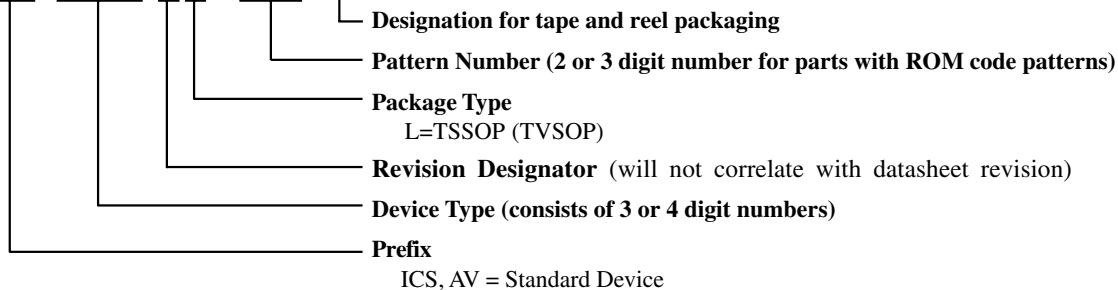 Designation for tape and reel packaging
Pattern Number (2 or 3 digit number for parts with ROM code patterns)
Package Type
L=TSSOP (TVSOP)
Revision Designator (will not correlate with datasheet revision)
Device Type (consists of 3 or 4 digit numbers)
Prefix
ICS, AV = Standard Device